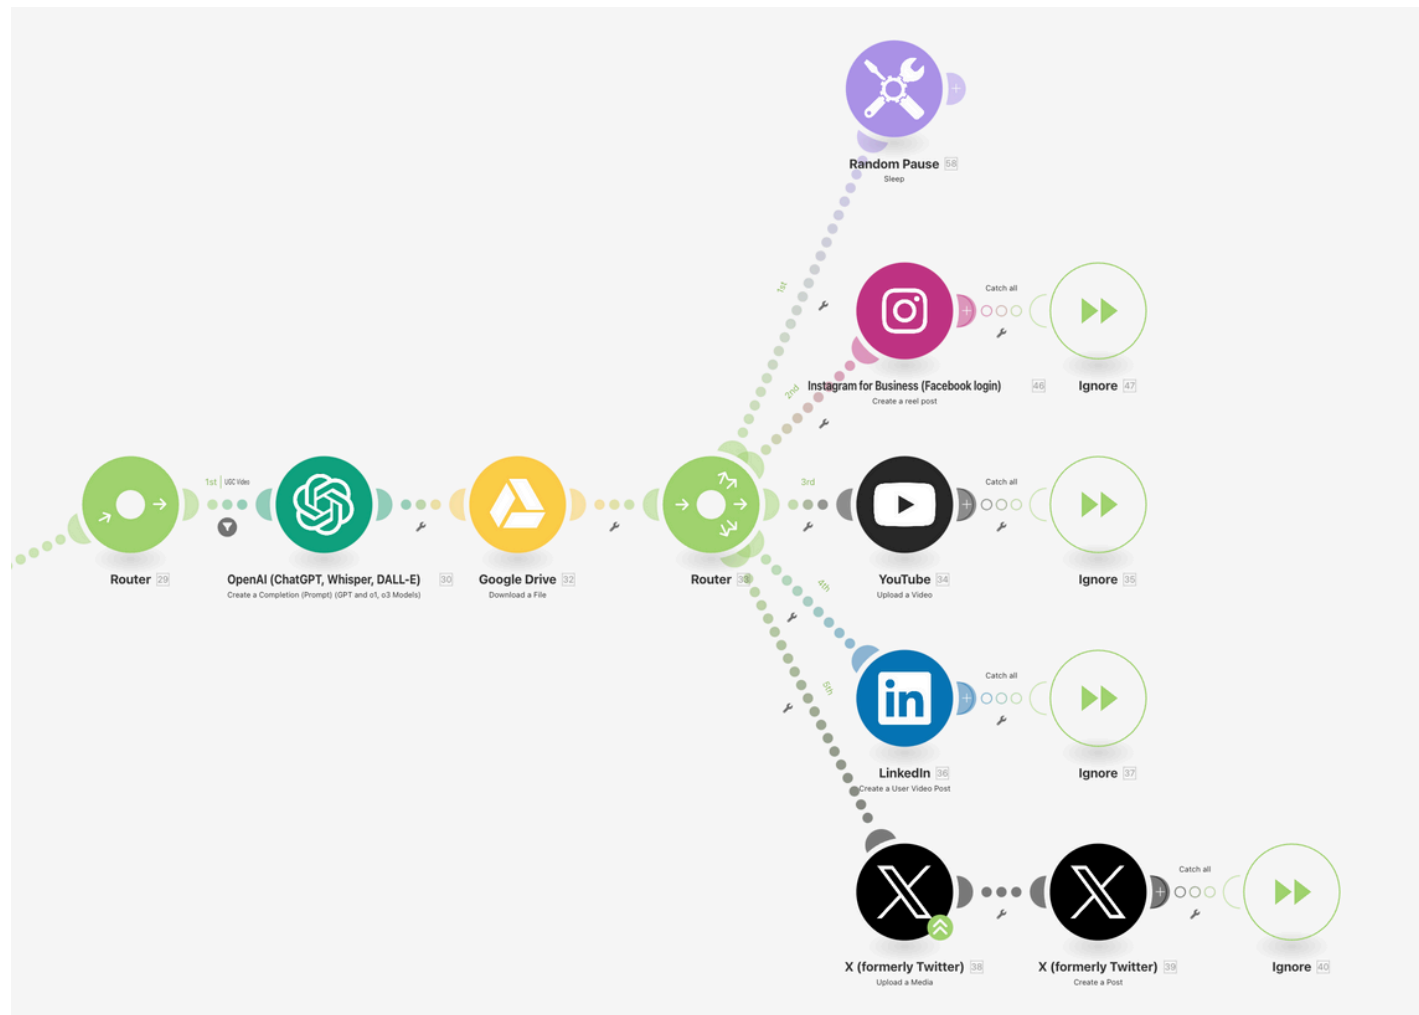 Random Pause 58
Sleep
1st
Catch all
2nd
Instagram for Business (Facebook login) 46
Create a reel post
Ignore 47
1st | UGC Video
3rd
Catch all
Router 29
OpenAI (ChatGPT, Whisper, DALL-E) 30
Create a Completion (Prompt) (GPT and o1, o3 Models)
Google Drive 32
Download a File
Router 33
YouTube 34
Upload a Video
Ignore 35
4th
5th
Catch all
in
LinkedIn 36
Create a User Video Post
Ignore 37
Catch all
X (formerly Twitter) 38
Upload a Media
X (formerly Twitter) 39
Create a Post
Ignore 40